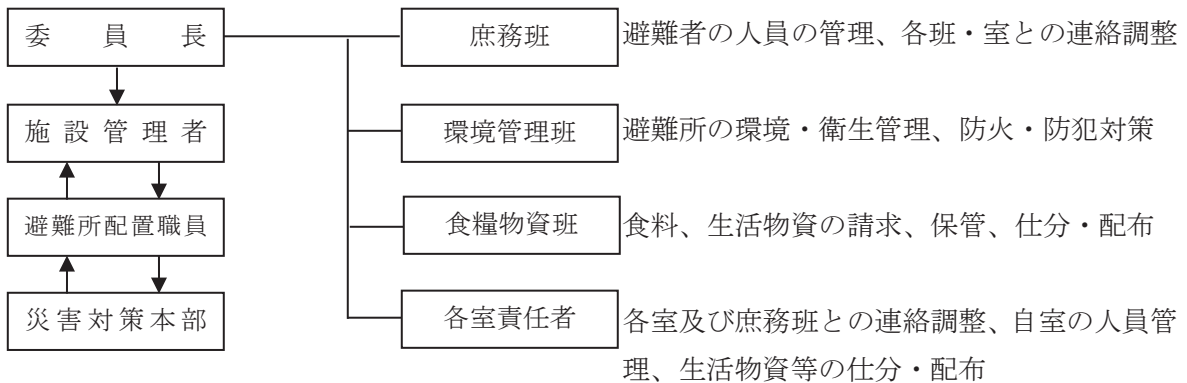 委員長
庶務班
避難者の人員の管理、各班・室との連絡調整
施設管理者
環境管理班
避難所の環境・衛生管理、防火・防犯対策
避難所配置職員
食糧物資班
食料、生活物資の請求、保管、仕分・配布
災害対策本部
各室責任者
各室及び庶務班との連絡調整、自室の人員管
理、生活物資等の仕分・配布